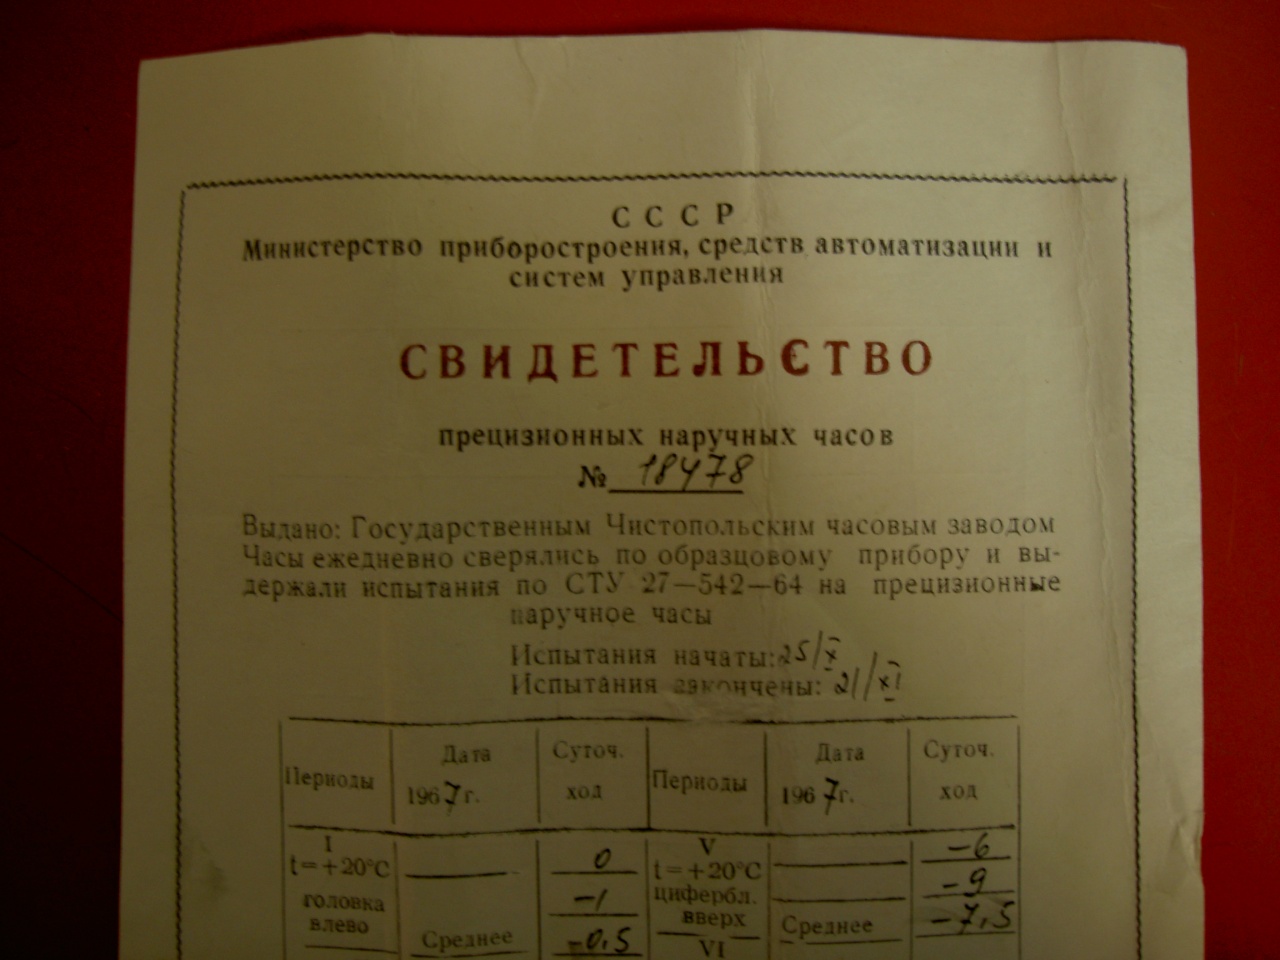 СССР
Министерство приборостроения, средств автоматизации и
систем управления
СВИДЕТЕЛЬСТВО
прецизионных наручных часов
№ 18478
Выдано: Государственным Чистопольским часовым заводом
Часы ежедневно сверялись по образцовому прибору и вы-
держали испытания по СТУ 27—542—64 на прецизионные
наручное часы
Испытания начаты: 25/X
Испытания закончены: 21/XI
Периоды Дата 1967 г. Суточ. ход Периоды Дата 1967 г. Суточ. ход
I V -6
t=+20°C 0 t=+20°C
головка -1 цифербл. -9
влево вверх Среднее -7,5
Среднее -0,5 VI